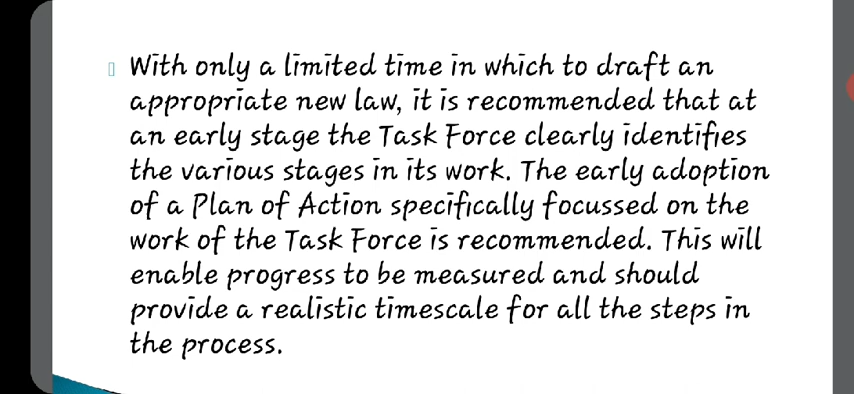 With only a limited time in which to draft an
appropriate new law, it is recommended that at
an early stage the Task Force clearly identifies
the various stages in its work. The early adoption
of a Plan of Action specifically focussed on the
work of the Task Force is recommended. This will
enable progress to be measured and should
provide a realistic timescale for all the steps in
the process.